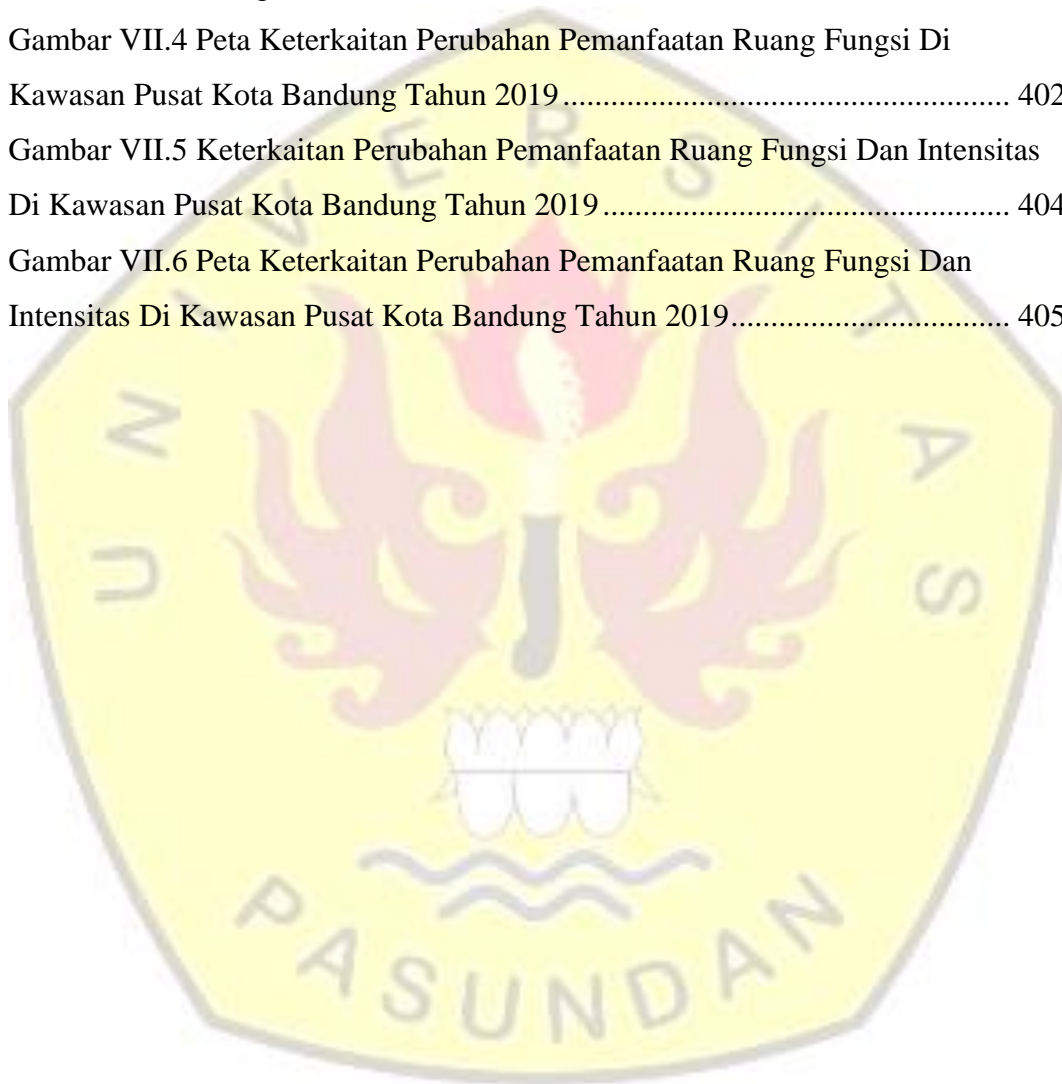 Gambar VII.4 Peta Keterkaitan Perubahan Pemanfaatan Ruang Fungsi Di
Kawasan Pusat Kota Bandung Tahun 2019 .................................................. 402
Gambar VII.5 Keterkaitan Perubahan Pemanfaatan Ruang Fungsi Dan Intensitas
Di Kawasan Pusat Kota Bandung Tahun 2019 .............................................. 404
Gambar VII.6 Peta Keterkaitan Perubahan Pemanfaatan Ruang Fungsi Dan
Intensitas Di Kawasan Pusat Kota Bandung Tahun 2019................................ 405
UNIVERSITAS
PASUNDAN